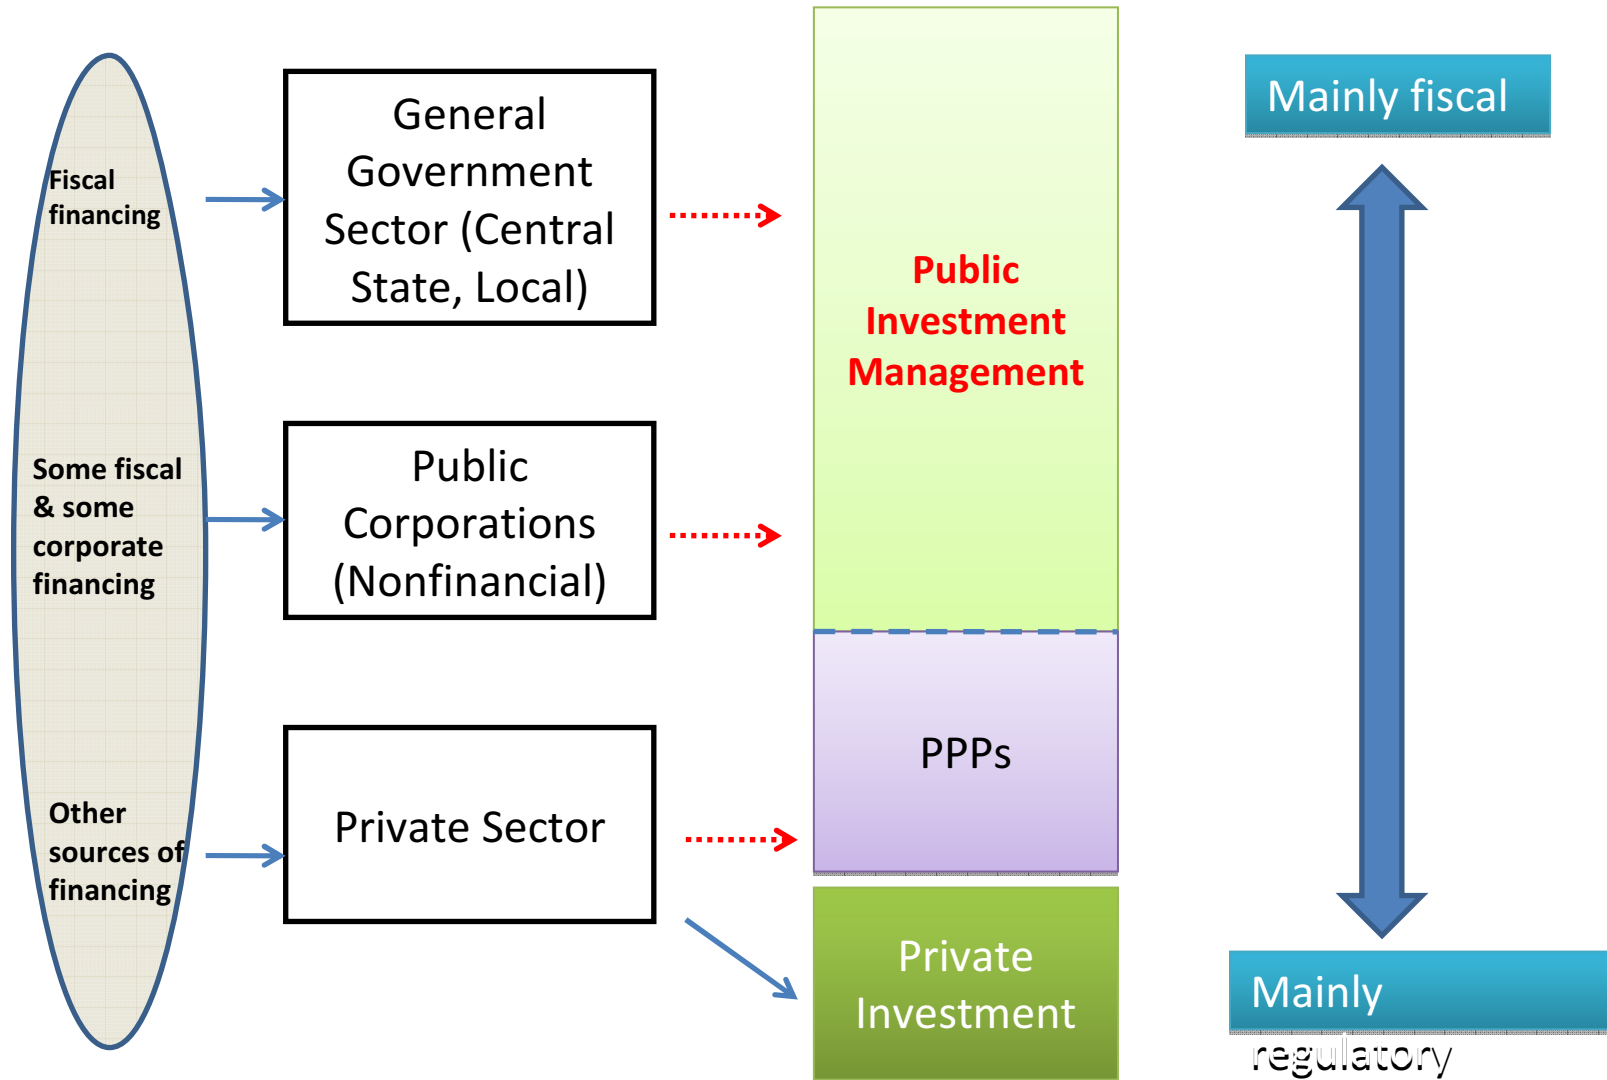 Fiscal
financing
Some fiscal
& some
corporate
financing
Other
sources of
financing
General
Government
Sector (Central
State, Local)
Public
Corporations
(Nonfinancial)
Private Sector
Public
Investment
Management
PPPs
Private
Investment
Mainly fiscal
Mainly
regulatory